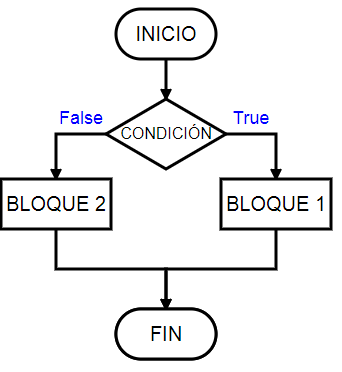 INICIO
False
True
CONDICIÓN
BLOQUE 2
BLOQUE 1
FIN